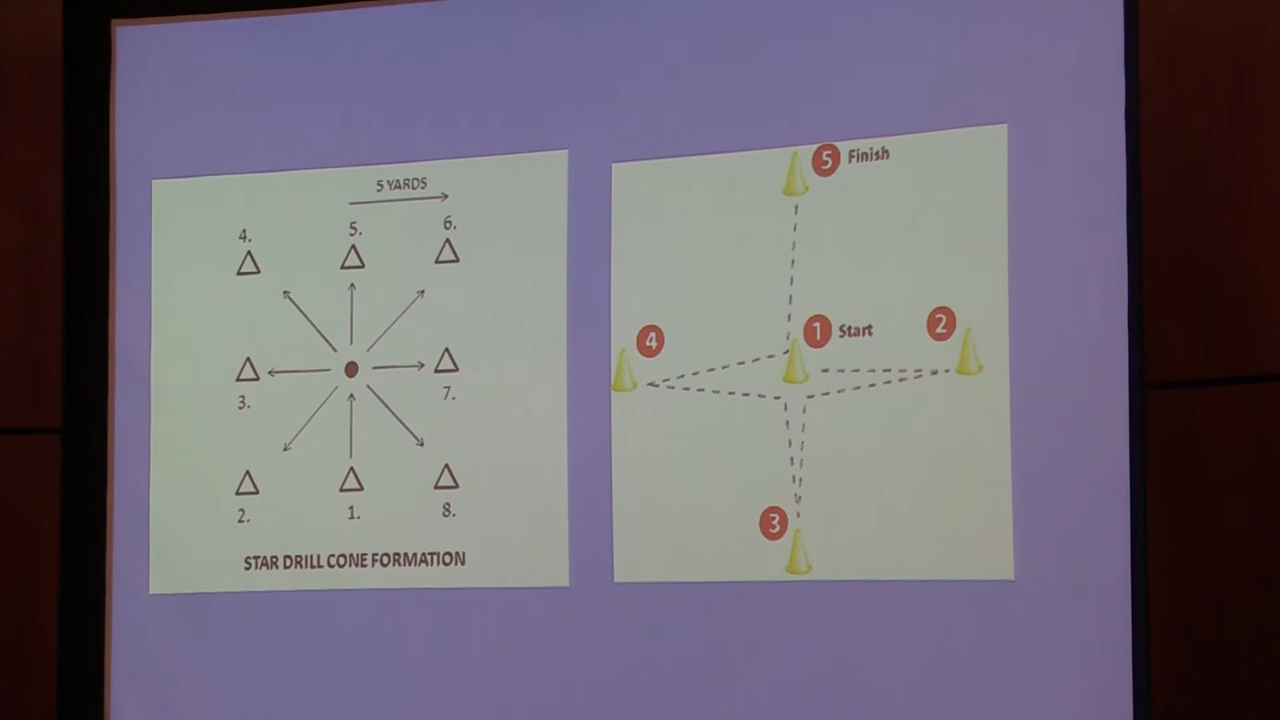 5 YARDS
4. 5. 6.
3. 7.
2. 1. 8.
STAR DRILL CONE FORMATION
5 Finish
4 1 Start 2
3